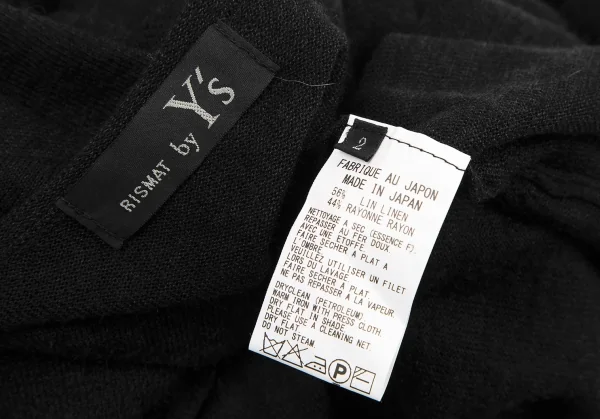 RISMAT by Y's
2
FABRIQUE AU JAPON
MADE IN JAPAN
56% LIN LINEN
44% RAYONNE RAYON
NETTOYAGE A SEC (ESSENCE F).
REPASSER AU FER DOUX
AVEC UNE ETOFFE.
FAIRE SECHER A PLAT A
L'OMBRE.
VEUILLEZ UTILISER UN FILET
LORS DU LAVAGE.
FAIRE SECHER A PLAT.
NE PAS REPASSER A LA VAPEUR.
DRYCLEAN (PETROLEUM).
WARM IRON WITH PRESS CLOTH.
DRY FLAT IN SHADE.
PLEASE USE A CLEANING NET.
DRY FLAT.
DO NOT STEAM.
P